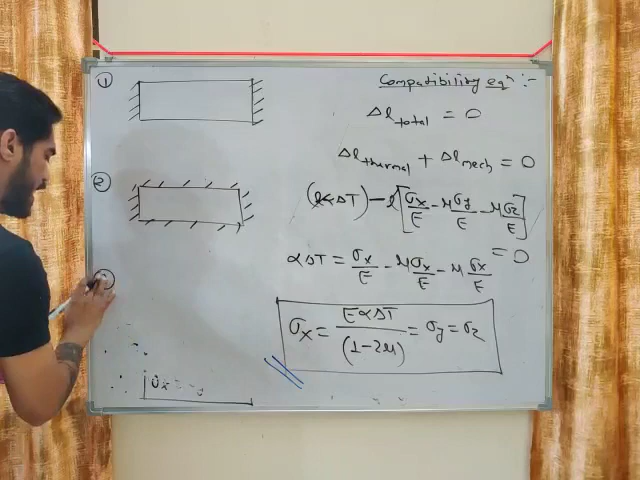 ①
②
③
Compatibility eqⁿ :-
Δl_total = 0
Δl_thermal + Δl_mech = 0
(lαΔT) - l[σx/E - μσy/E - μσz/E] = 0
αΔT = σx/E - μσx/E - μσx/E
σx = EαΔT/(1-2μ) = σy = σz